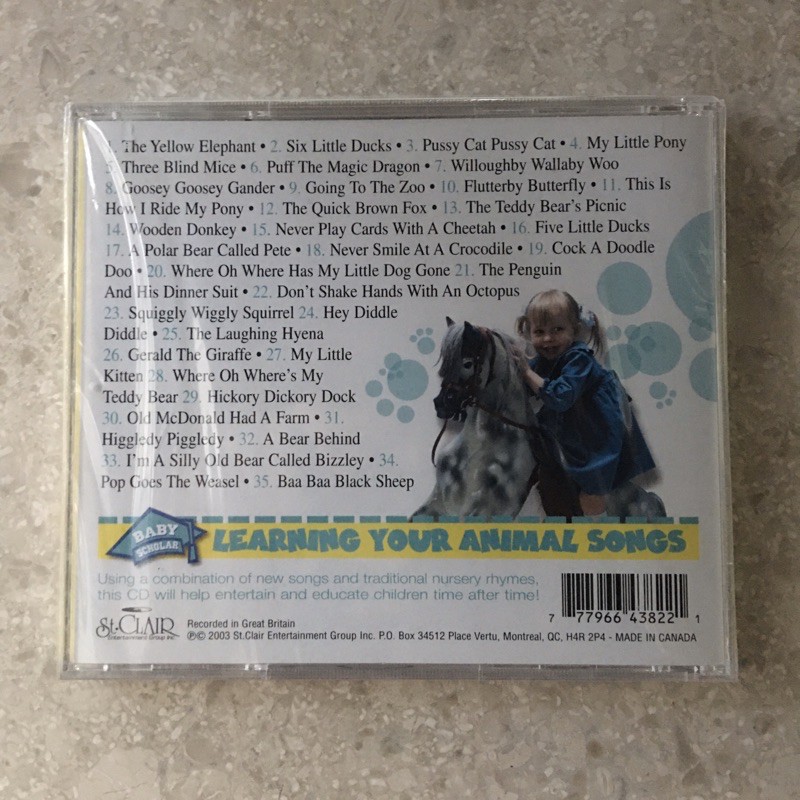 1. The Yellow Elephant • 2. Six Little Ducks • 3. Pussy Cat Pussy Cat • 4. My Little Pony
5. Three Blind Mice • 6. Puff The Magic Dragon • 7. Willoughby Wallaby Woo
8. Goosey Goosey Gander • 9. Going To The Zoo • 10. Flutterby Butterfly • 11. This Is
How I Ride My Pony • 12. The Quick Brown Fox • 13. The Teddy Bear's Picnic
14. Wooden Donkey • 15. Never Play Cards With A Cheetah • 16. Five Little Ducks
17. A Polar Bear Called Pete • 18. Never Smile At A Crocodile • 19. Cock A Doodle
Doo • 20. Where Oh Where Has My Little Dog Gone 21. The Penguin
And His Dinner Suit • 22. Don't Shake Hands With An Octopus
23. Squiggly Wiggly Squirrel 24. Hey Diddle
Diddle • 25. The Laughing Hyena
26. Gerald The Giraffe • 27. My Little
Kitten 28. Where Oh Where's My
Teddy Bear 29. Hickory Dickory Dock
30. Old McDonald Had A Farm • 31.
Higgledy Piggledy • 32. A Bear Behind
33. I'm A Silly Old Bear Called Bizzley • 34.
Pop Goes The Weasel • 35. Baa Baa Black Sheep
BABY
SCHOLAR
LEARNING YOUR ANIMAL SONGS
Using a combination of new songs and traditional nursery rhymes,
this CD will help entertain and educate children time after time!
7 77966 43822 1
St-CLAIR
Entertainment Group Inc.
Recorded in Great Britain
℗© 2003 St.Clair Entertainment Group Inc. P.O. Box 34512 Place Vertu, Montreal, QC, H4R 2P4 - MADE IN CANADA